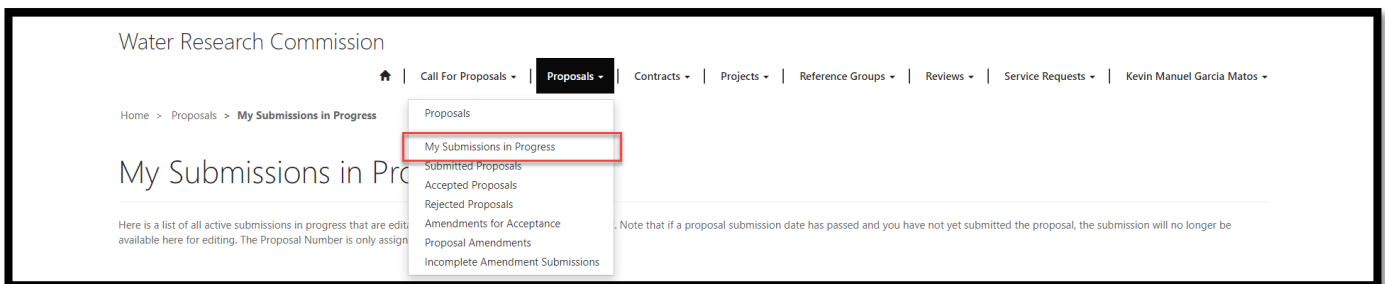 Water Research Commission
Call For Proposals | Proposals | Contracts | Projects | Reference Groups | Reviews | Service Requests | Kevin Manuel Garcia Matos
Home > Proposals > My Submissions in Progress
Proposals
My Submissions in Progress
Submitted Proposals
Accepted Proposals
Rejected Proposals
Amendments for Acceptance
Proposal Amendments
Incomplete Amendment Submissions
My Submissions in
Here is a list of all active submissions in progress that are . Note that if a proposal submission date has passed and you have not yet submitted the proposal, the submission will no longer be
available here for editing. The Proposal Number is only